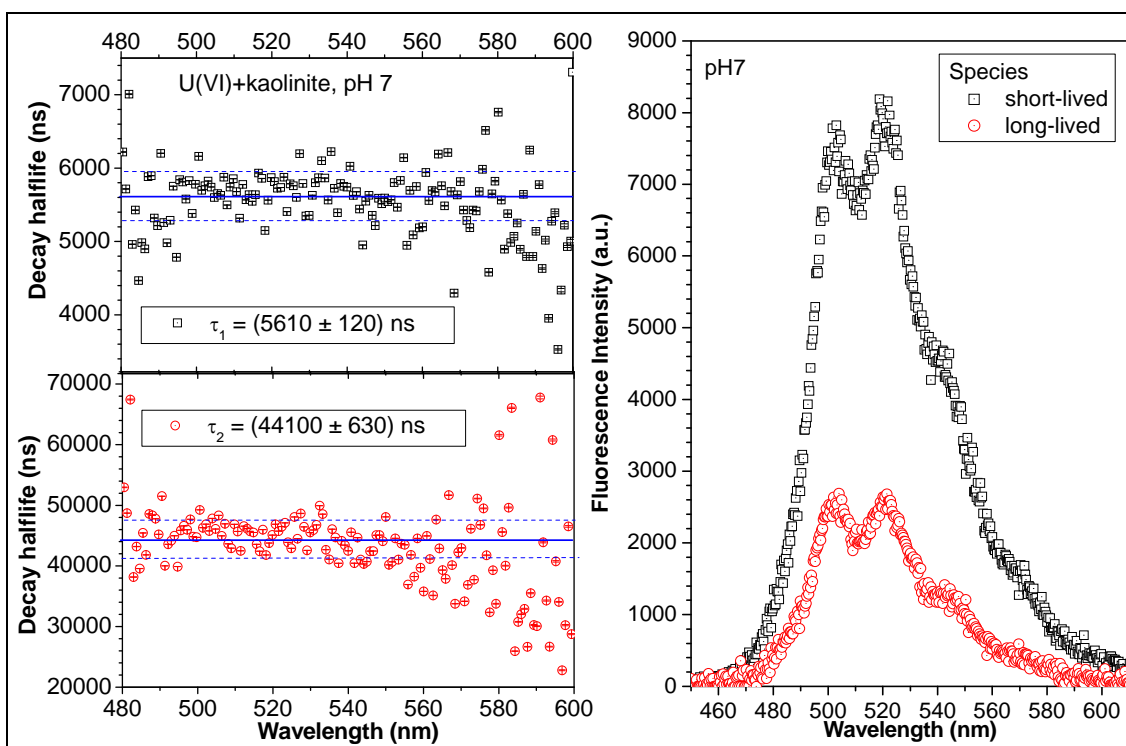 480 500 520 540 560 580 600
U(VI)+kaolinite, pH 7
Decay halflife (ns)
7000
6000
5000
4000
τ1 = (5610 ± 120) ns
Decay halflife (ns)
70000
60000
50000
40000
30000
20000
τ2 = (44100 ± 630) ns
480 500 520 540 560 580 600
Wavelength (nm)
Fluorescence Intensity (a.u.)
9000
8000
7000
6000
5000
4000
3000
2000
1000
0
pH7
Species
short-lived
long-lived
460 480 500 520 540 560 580 600
Wavelength (nm)